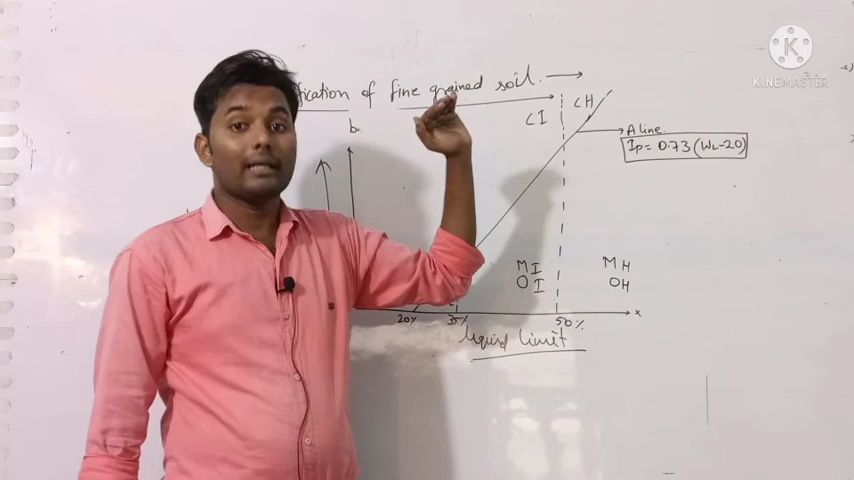 fication of fine grained soil.
KINEMASTER
CI
CH
A line
Ip = 0.73 (WL - 20)
MI
OI
MH
OH
20%
35%
50%
x
liquid limit